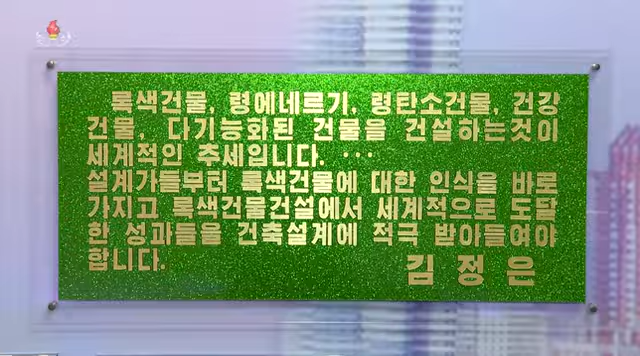 록색건물, 령에네르기, 령탄소건물, 건강
건물, 다기능화된 건물을 건설하는것이
세계적인 추세입니다. ···
설계가들부터 록색건물에 대한 인식을 바로
가지고 록색건물건설에서 세계적으로 도달
한 성과들을 건축설계에 적극 받아들여야
합니다.
김정은